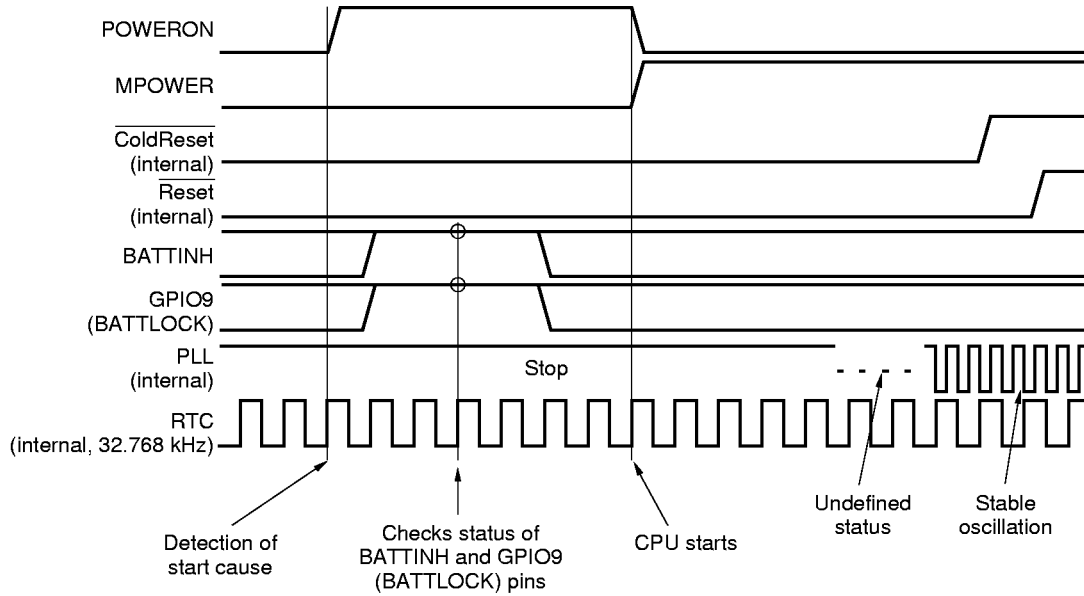 POWERON
MPOWER
ColdReset
(internal)
Reset
(internal)
BATTINH
GPIO9
(BATTLOCK)
PLL
(internal)
Stop
RTC
(internal, 32.768 kHz)
Detection of
start cause
Checks status of
BATTINH and GPIO9
(BATTLOCK) pins
CPU starts
Undefined
status
Stable
oscillation